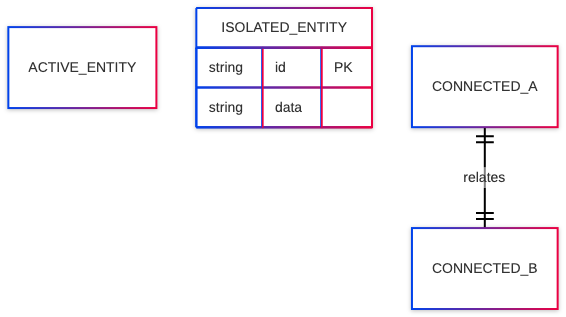 ACTIVE_ENTITY
ISOLATED_ENTITY
string id PK
string data
CONNECTED_A
relates
CONNECTED_B